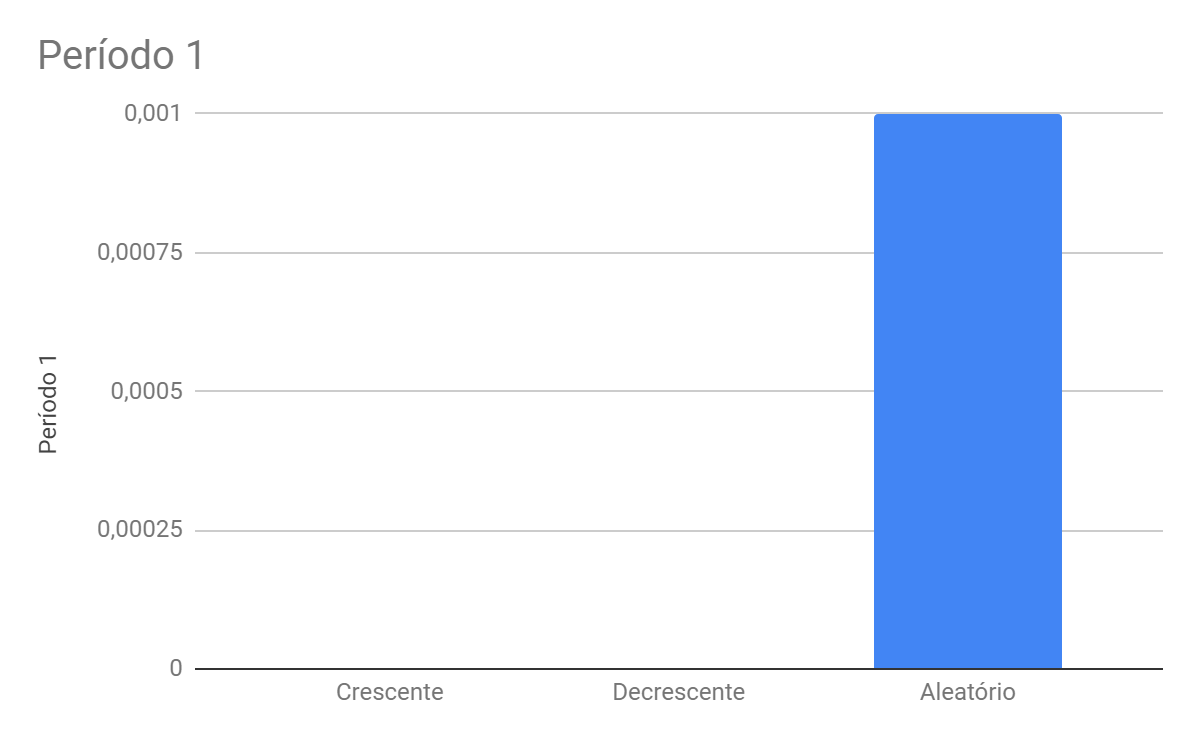 Período 1
0,001
0,00075
0,0005
0,00025
0
Período 1
Crescente
Decrescente
Aleatório